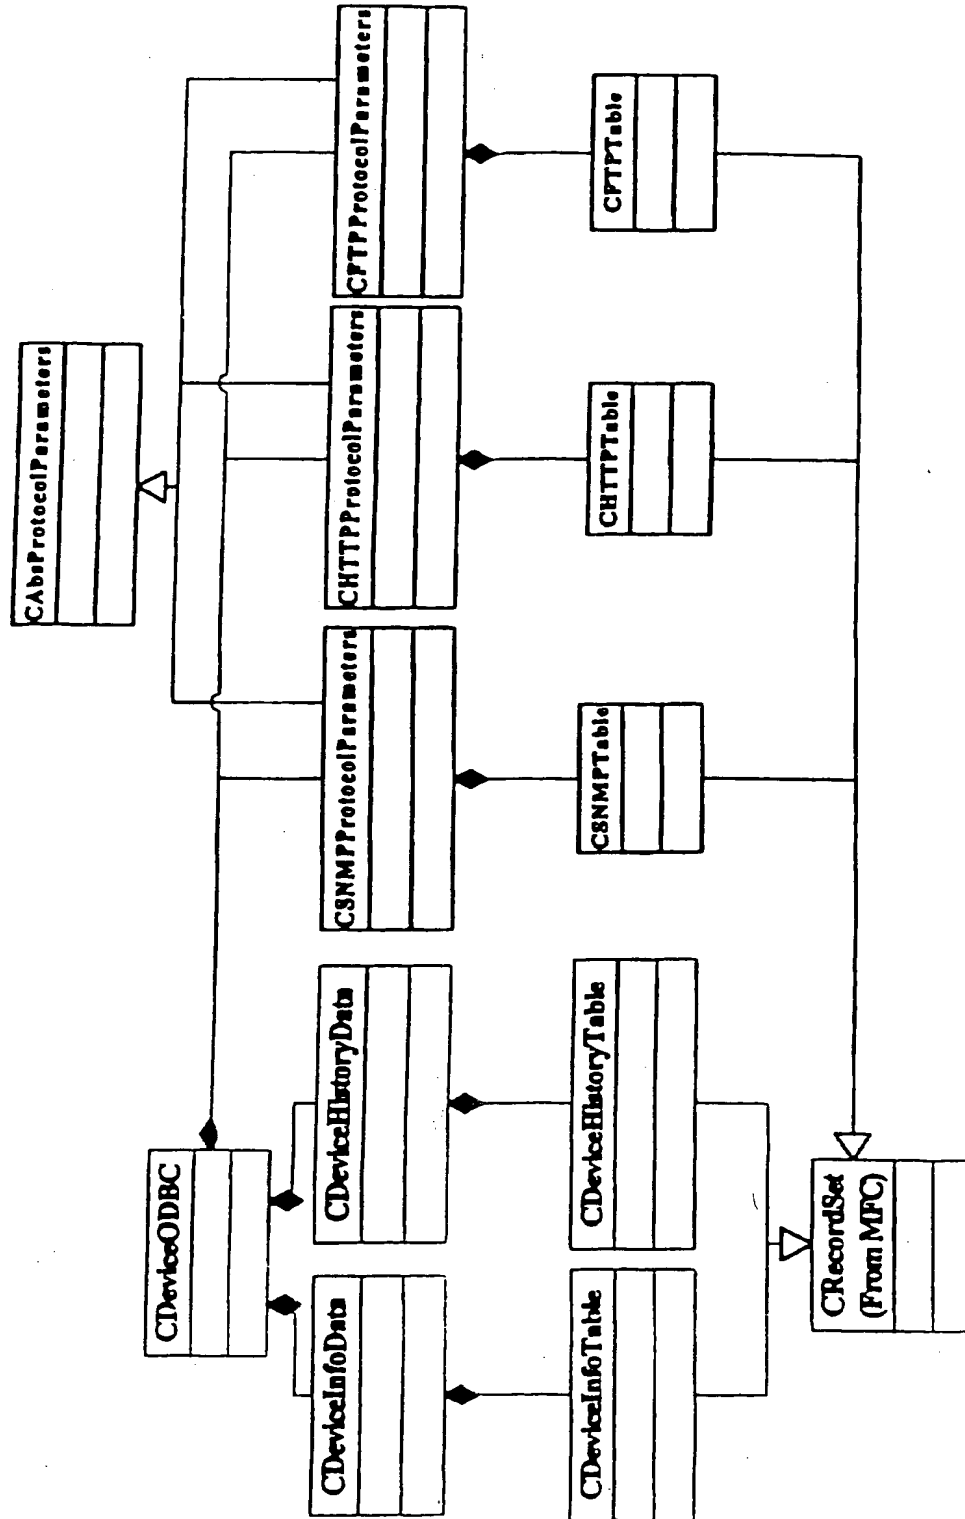 CAbsProtocolParameters
CDeviceODBC
CDeviceInfoData
CDeviceHistoryData
CSNMPProtocolParameters
CHTTPProtocolParameters
CFTPProtocolParameters
CDeviceInfoTable
CDeviceHistoryTable
CSNMPTable
CHTTPTable
CFTPTable
CRecordSet
(From MFC)